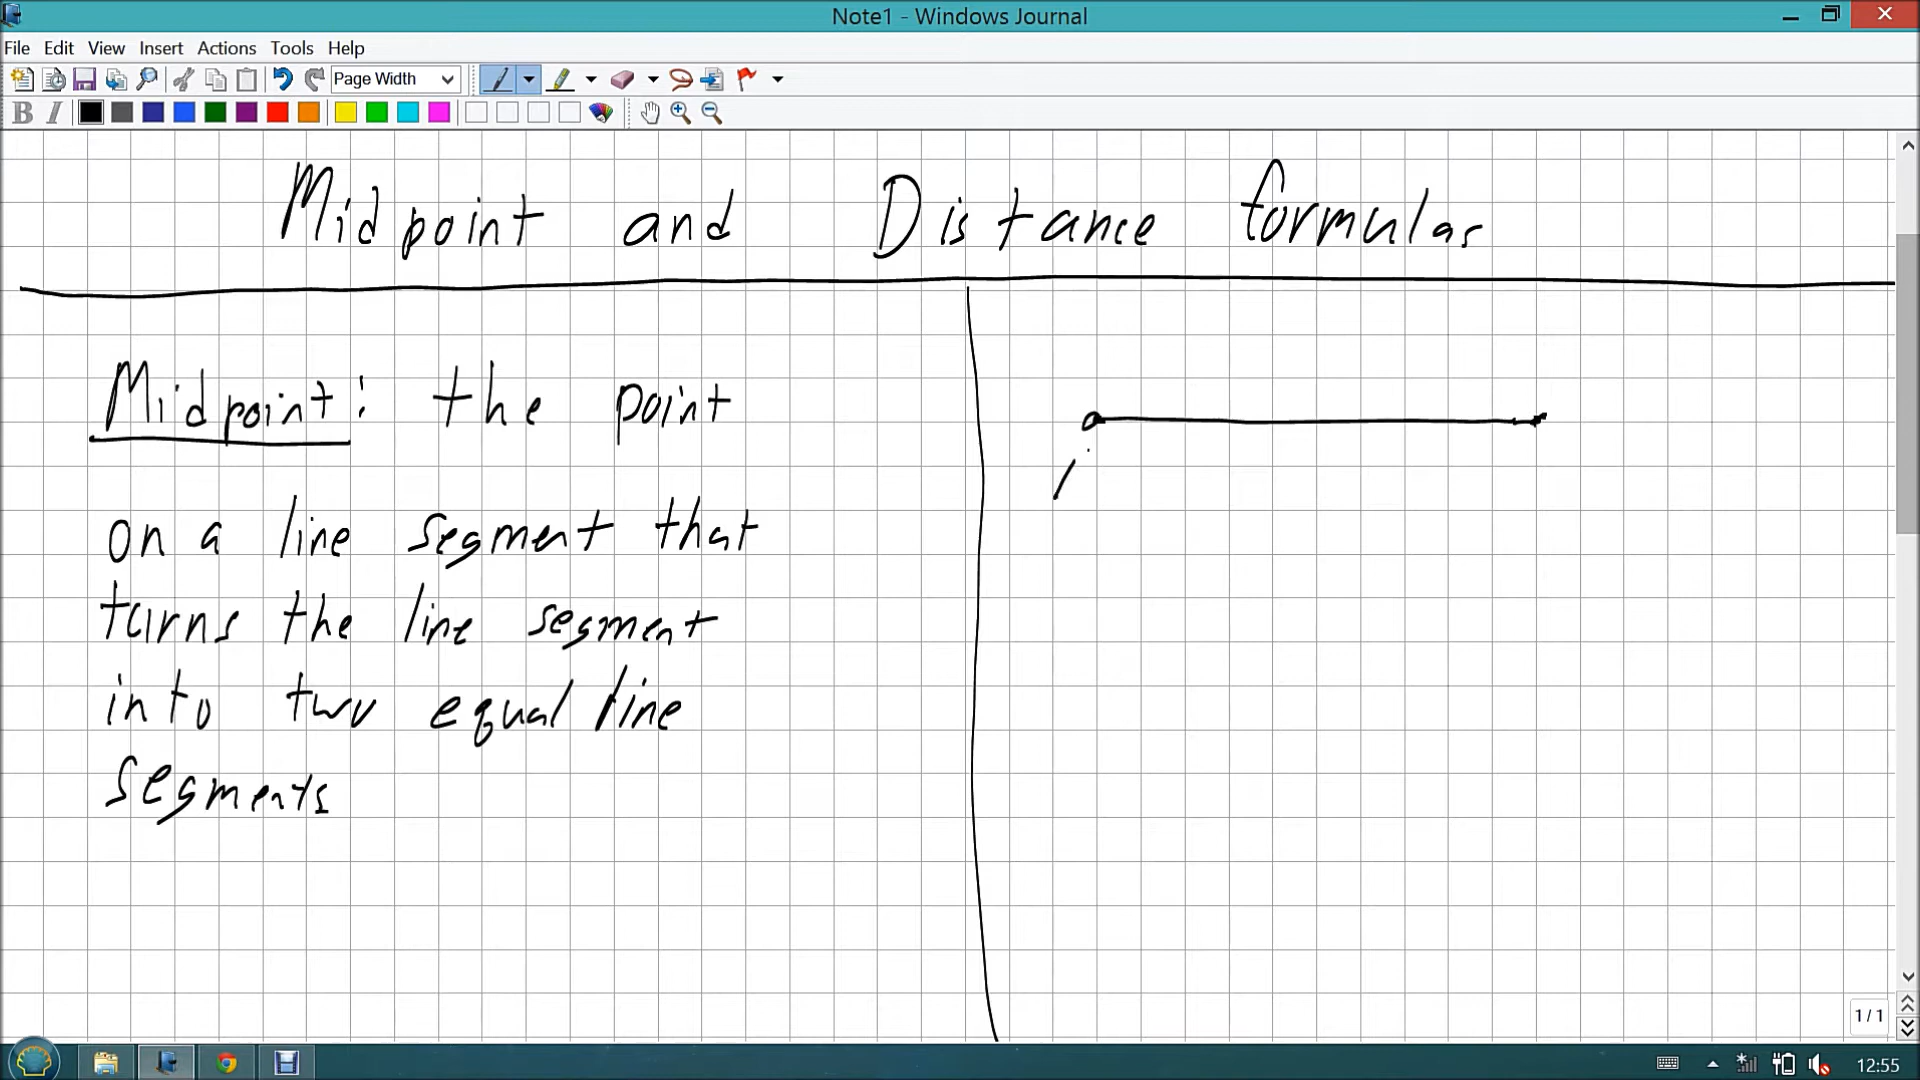 Note1 - Windows Journal
File Edit View Insert Actions Tools Help
Page Width
B I
Midpoint and Distance formulas
Midpoint: the point
on a line segment that
turns the line segment
into two equal line
segments
1 / 1
12:55